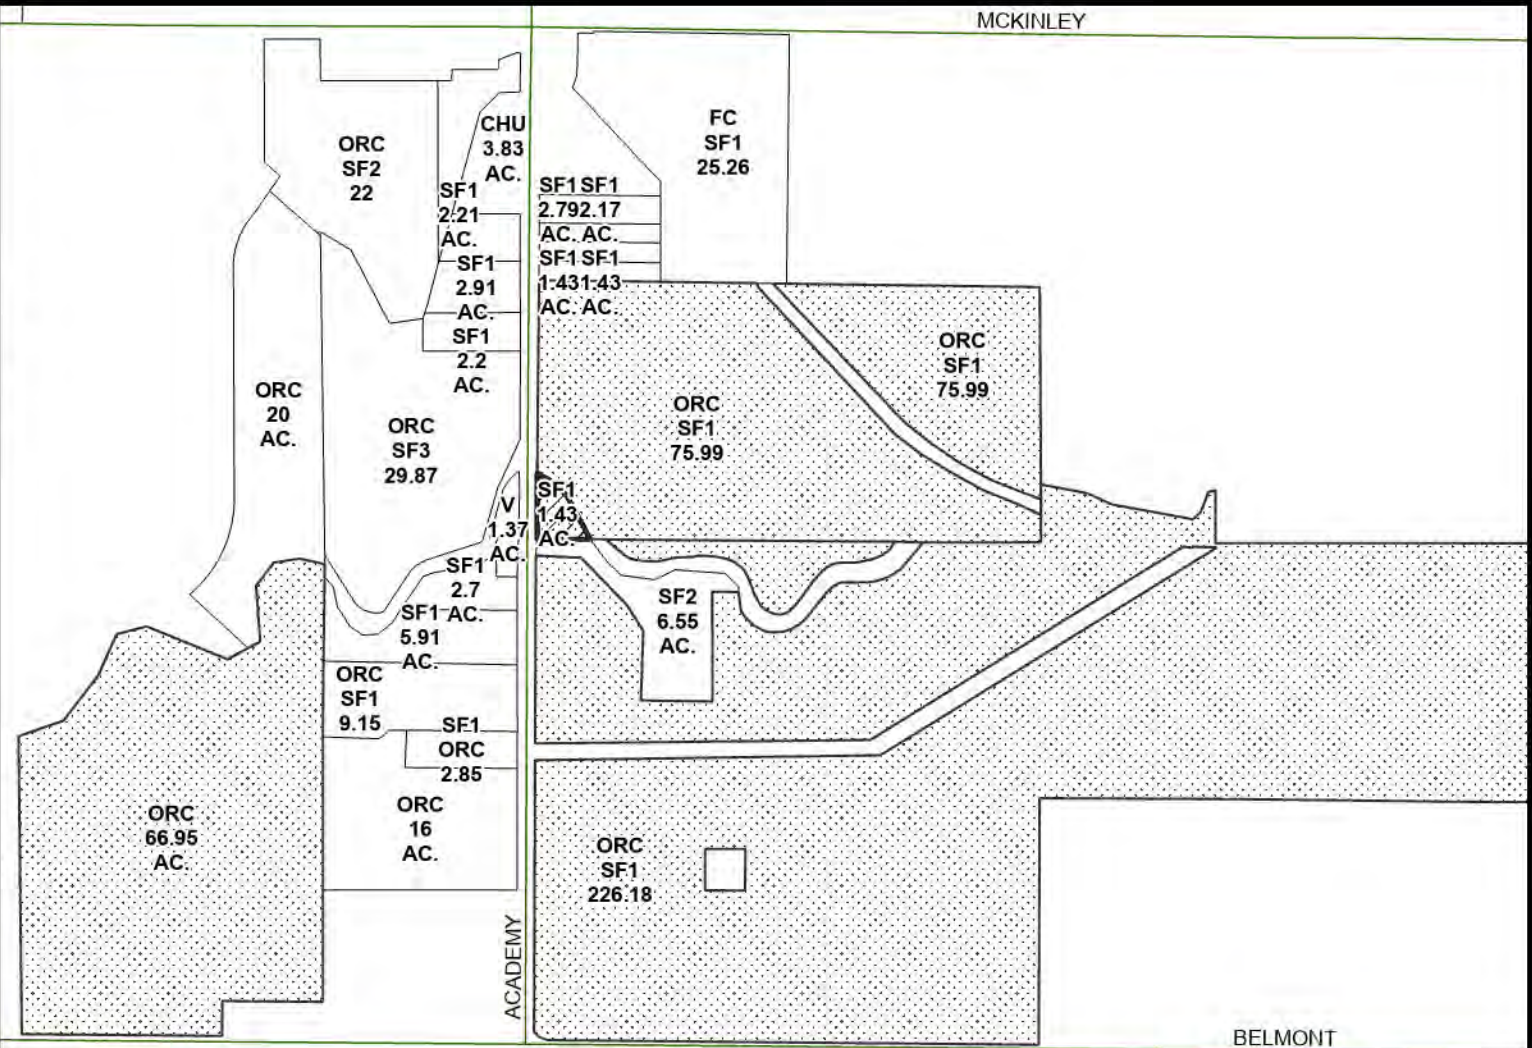 MCKINLEY
ORC
SF2
22
CHU
3.83
AC.
FC
SF1
25.26
SF1
2.21
AC.
SF1 SF1
2.79 2.17
AC. AC.
SF1
2.91
AC.
SF1 SF1
1.43 1.43
AC. AC.
SF1
2.2
AC.
ORC
SF1
75.99
ORC
20
AC.
ORC
SF3
29.87
ORC
SF1
75.99
V
1.37
AC.
SF1
1.43
AC.
SF1
2.7
AC.
SF1
5.91
AC.
SF2
6.55
AC.
ORC
SF1
9.15
SF1
ORC
2.85
ORC
66.95
AC.
ORC
16
AC.
ORC
SF1
226.18
ACADEMY
BELMONT